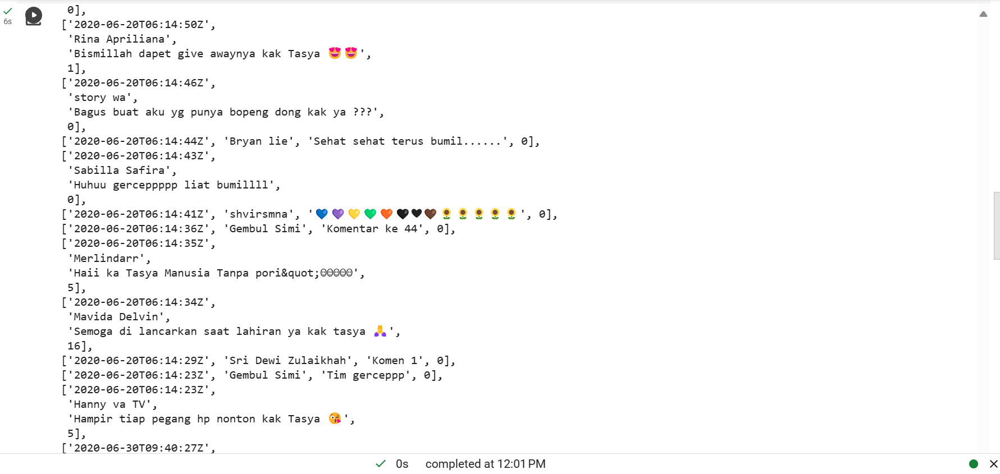 0],
6s
['2020-06-20T06:14:50Z',
'Rina Apriliana',
'Bismillah dapet give awaynya kak Tasya 😍😍',
1],
['2020-06-20T06:14:46Z',
'story wa',
'Bagus buat aku yg punya bopeng dong kak ya ???',
0],
['2020-06-20T06:14:44Z', 'Bryan lie', 'Sehat sehat terus bumil......', 0],
['2020-06-20T06:14:43Z',
'Sabilla Safira',
'Huhuu gerceppppp liat bumillll',
0],
['2020-06-20T06:14:41Z', 'shvirsmna', '💙💜💛💚🧡🖤🖤🤎🌻🌻🌻🌻🌻', 0],
['2020-06-20T06:14:36Z', 'Gembul Simi', 'Komentar ke 44', 0],
['2020-06-20T06:14:35Z',
'Merlindarr',
'Haii ka Tasya Manusia Tanpa pori&quot;☺☺☺☺☺',
5],
['2020-06-20T06:14:34Z',
'Mavida Delvin',
'Semoga di lancarkan saat lahiran ya kak tasya 🙏',
16],
['2020-06-20T06:14:29Z', 'Sri Dewi Zulaikhah', 'Komen 1', 0],
['2020-06-20T06:14:23Z', 'Gembul Simi', 'Tim gerceppp', 0],
['2020-06-20T06:14:23Z',
'Hanny va TV',
'Hampir tiap pegang hp nonton kak Tasya 😘',
5],
['2020-06-30T09:40:27Z',
0s completed at 12:01 PM